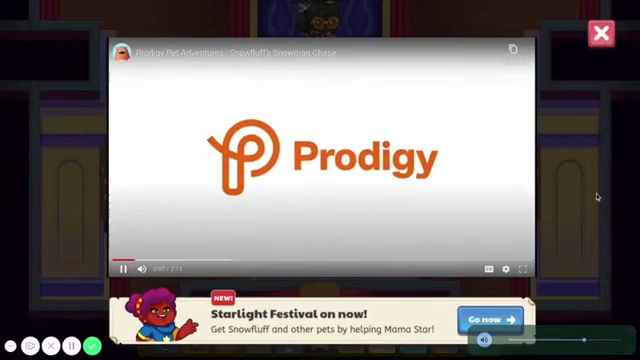 Prodigy Pet Adventures | Snowfluff's Snowman Chase
Prodigy
0:02 / 2:15
NEW!
Starlight Festival on now!
Get Snowfluff and other pets by helping Mama Star!
Go now